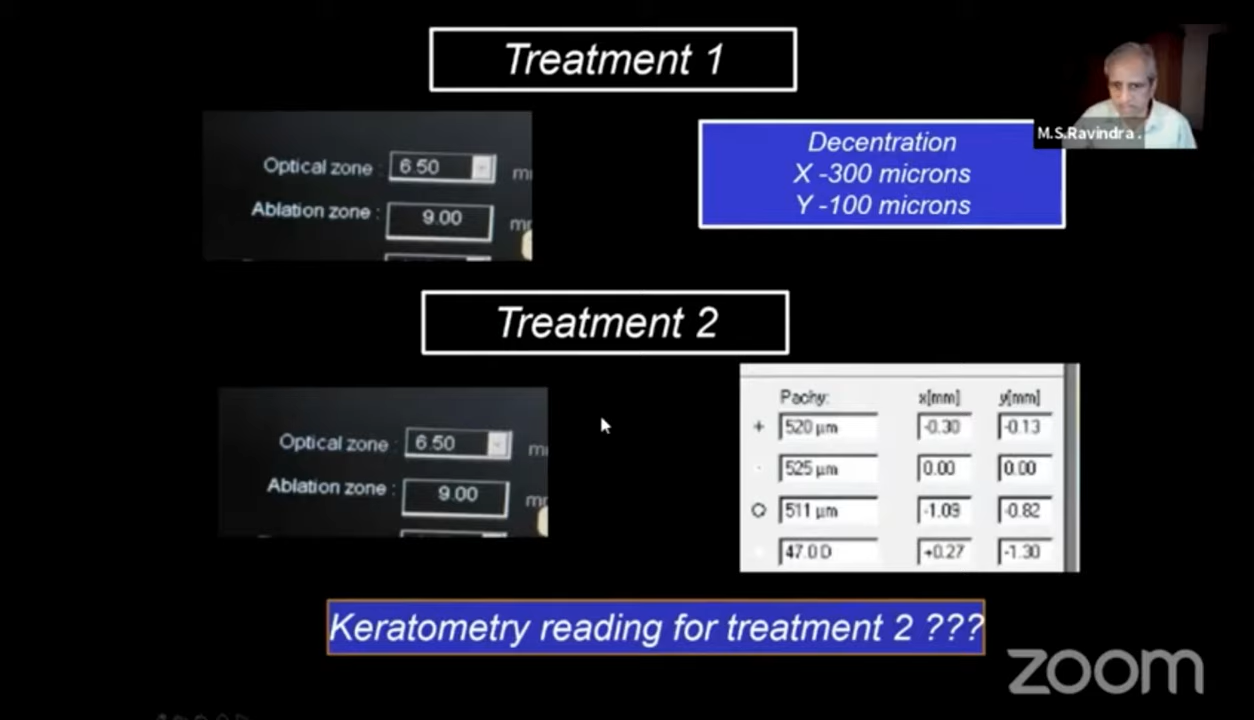 Treatment 1
M.S.Ravindra .
Optical zone : 6.50
Ablation zone : 9.00
Decentration
X -300 microns
Y -100 microns
Treatment 2
Optical zone : 6.50 mm
Ablation zone : 9.00
Pachy: x[mm] y[mm]
+ 520 µm -0.30 -0.13
525 µm 0.00 0.00
511 µm -1.09 -0.82
47.0 D +0.27 -1.30
Keratometry reading for treatment 2 ???
zoom